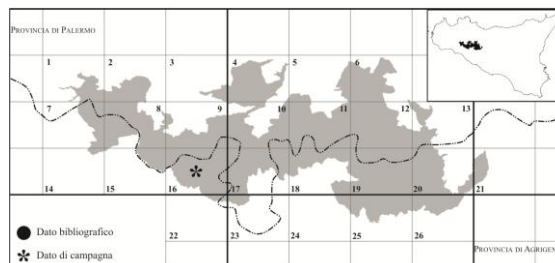 PROVINCIA DI PALERMO
1 2 3 4 5 6
7 8 9 10 11 12 13
14 15 16 17 18 19 20 21
22 23 24 25 26
Dato bibliografico
Dato di campagna
PROVINCIA DI AGRIGEN